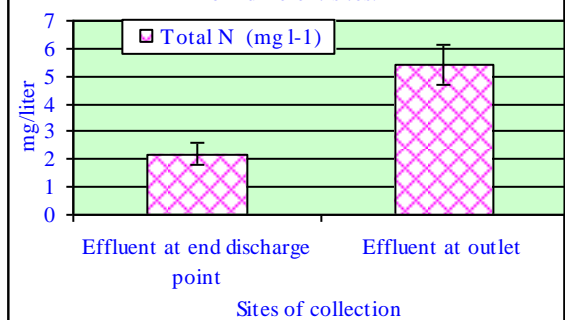 7
6
5
4
3
2
1
0
mg/liter
Total N (mg l-1)
Effluent at end discharge
point
Effluent at outlet
Sites of collection